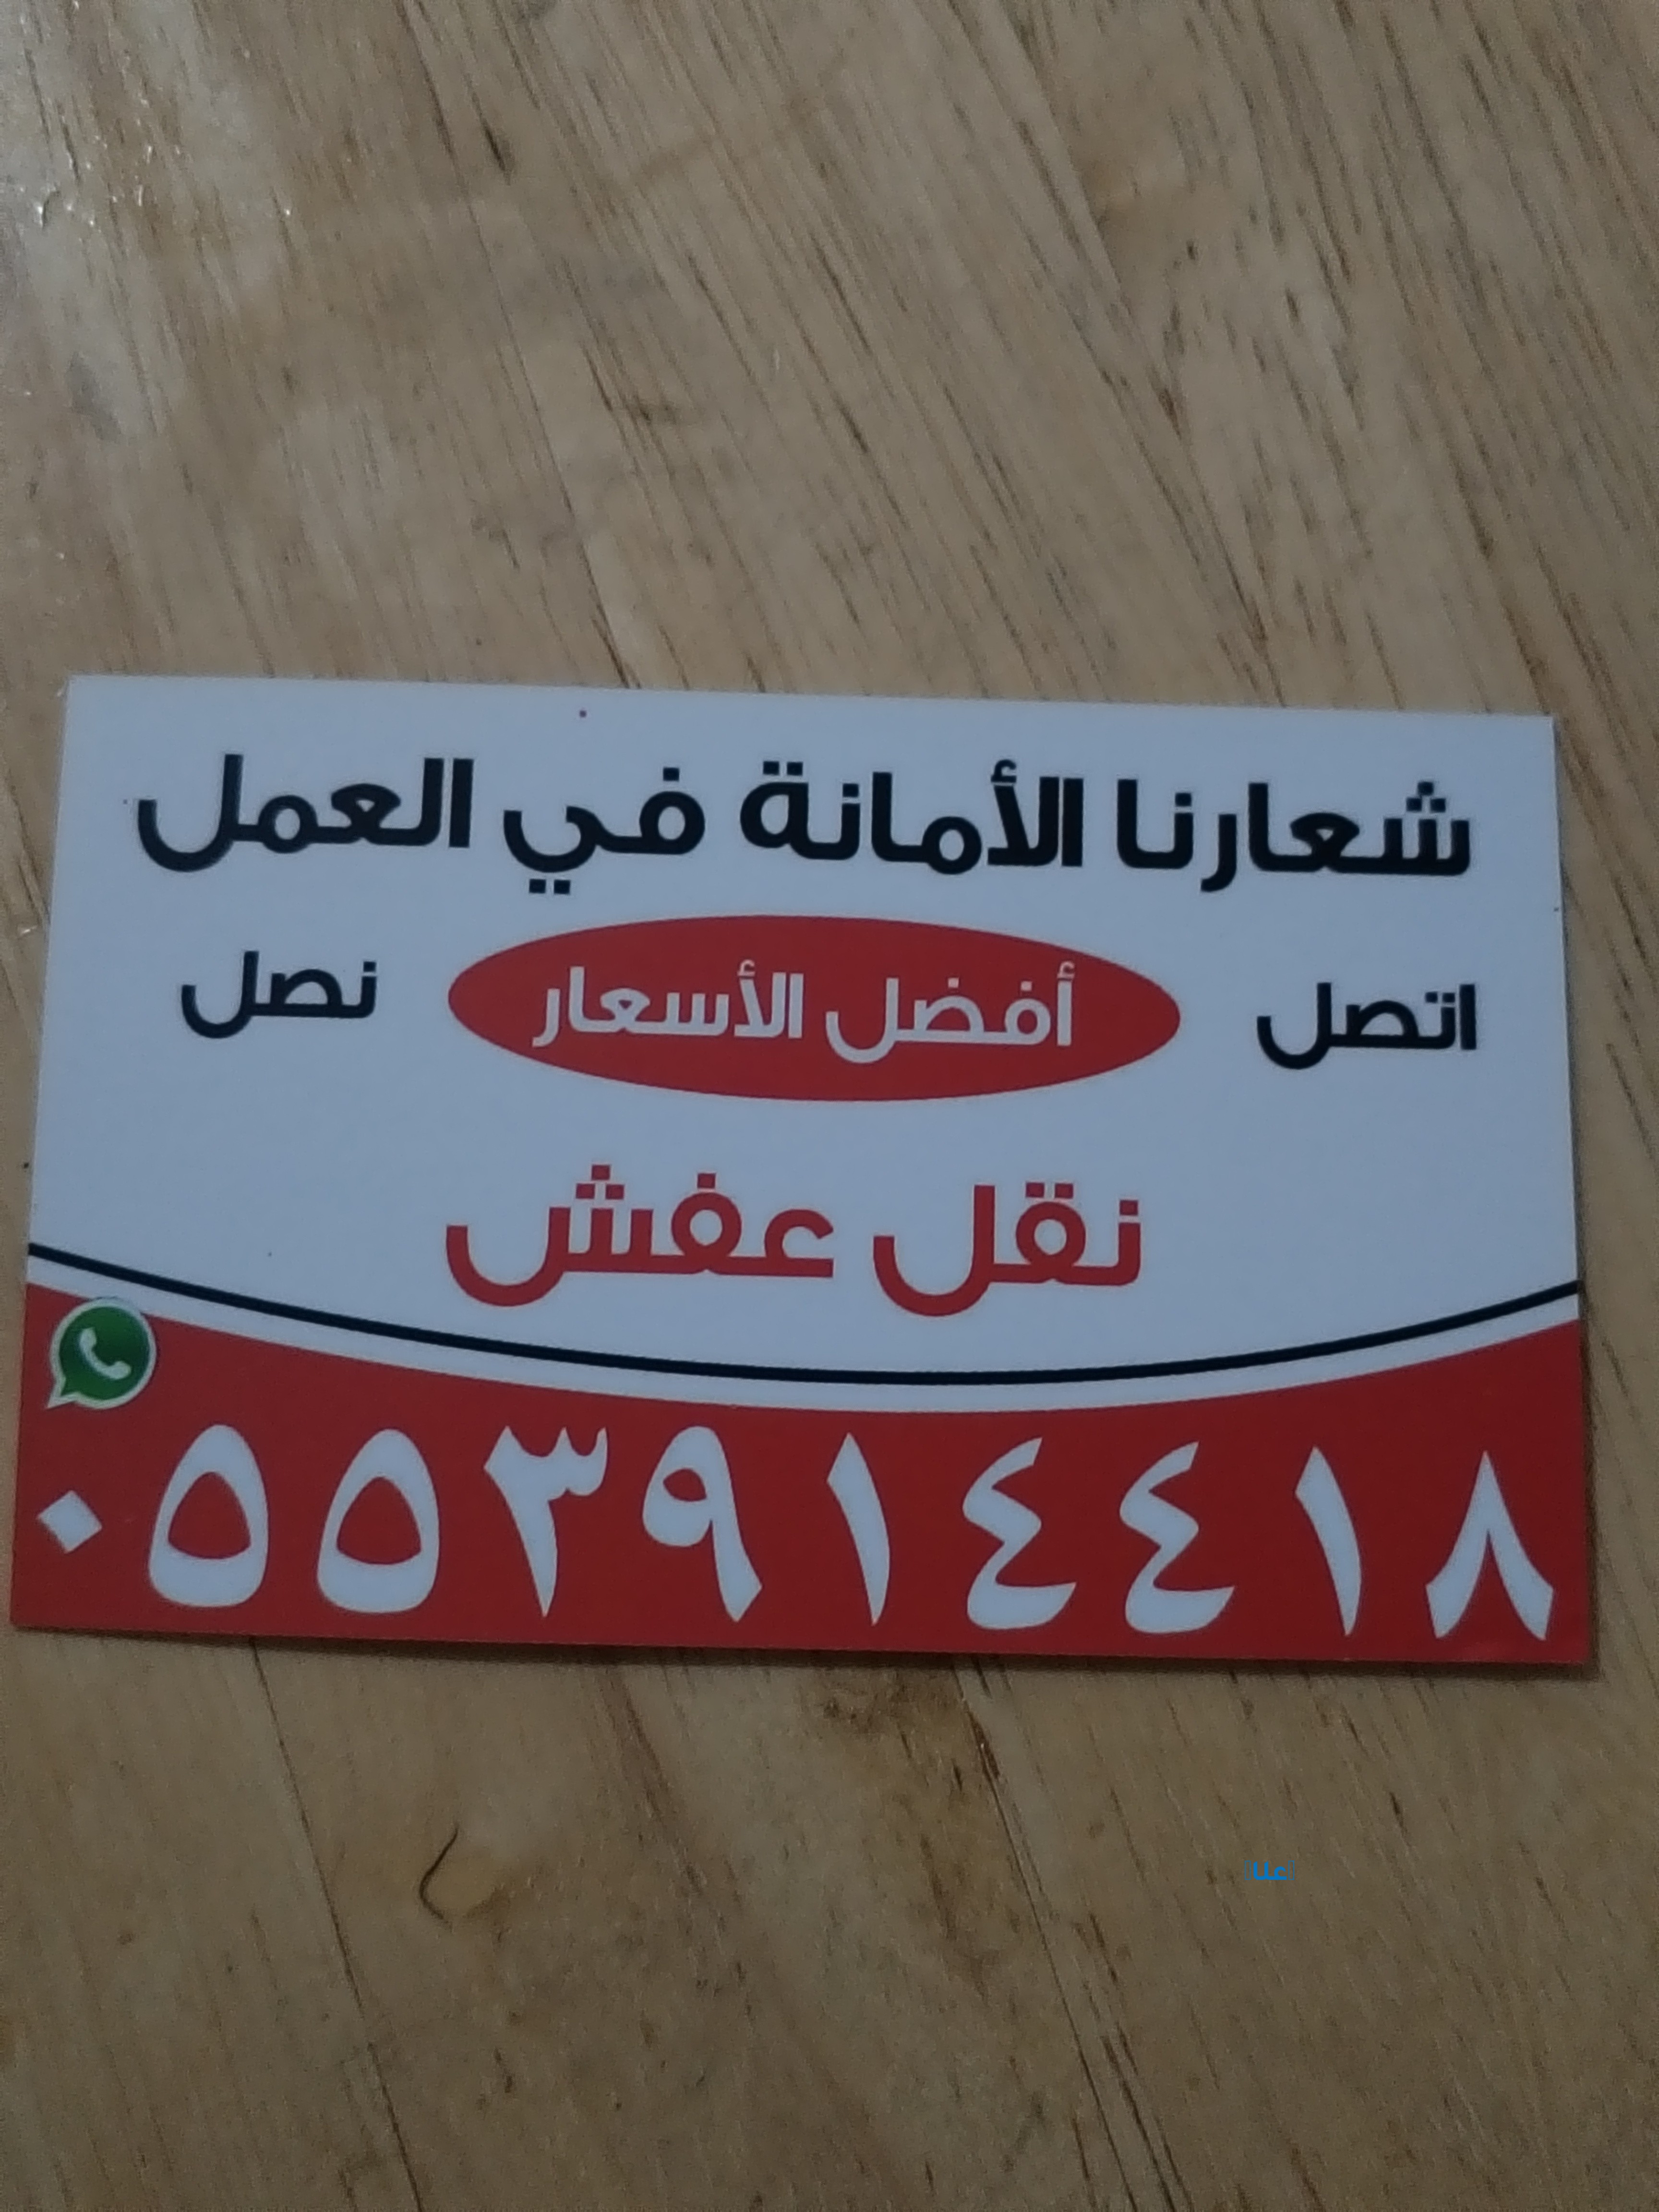 شعارنا الأمانة في العمل
اتصل أفضل الأسعار نصل
نقل عفش
٠٥٥٣٩١٤٤١٨